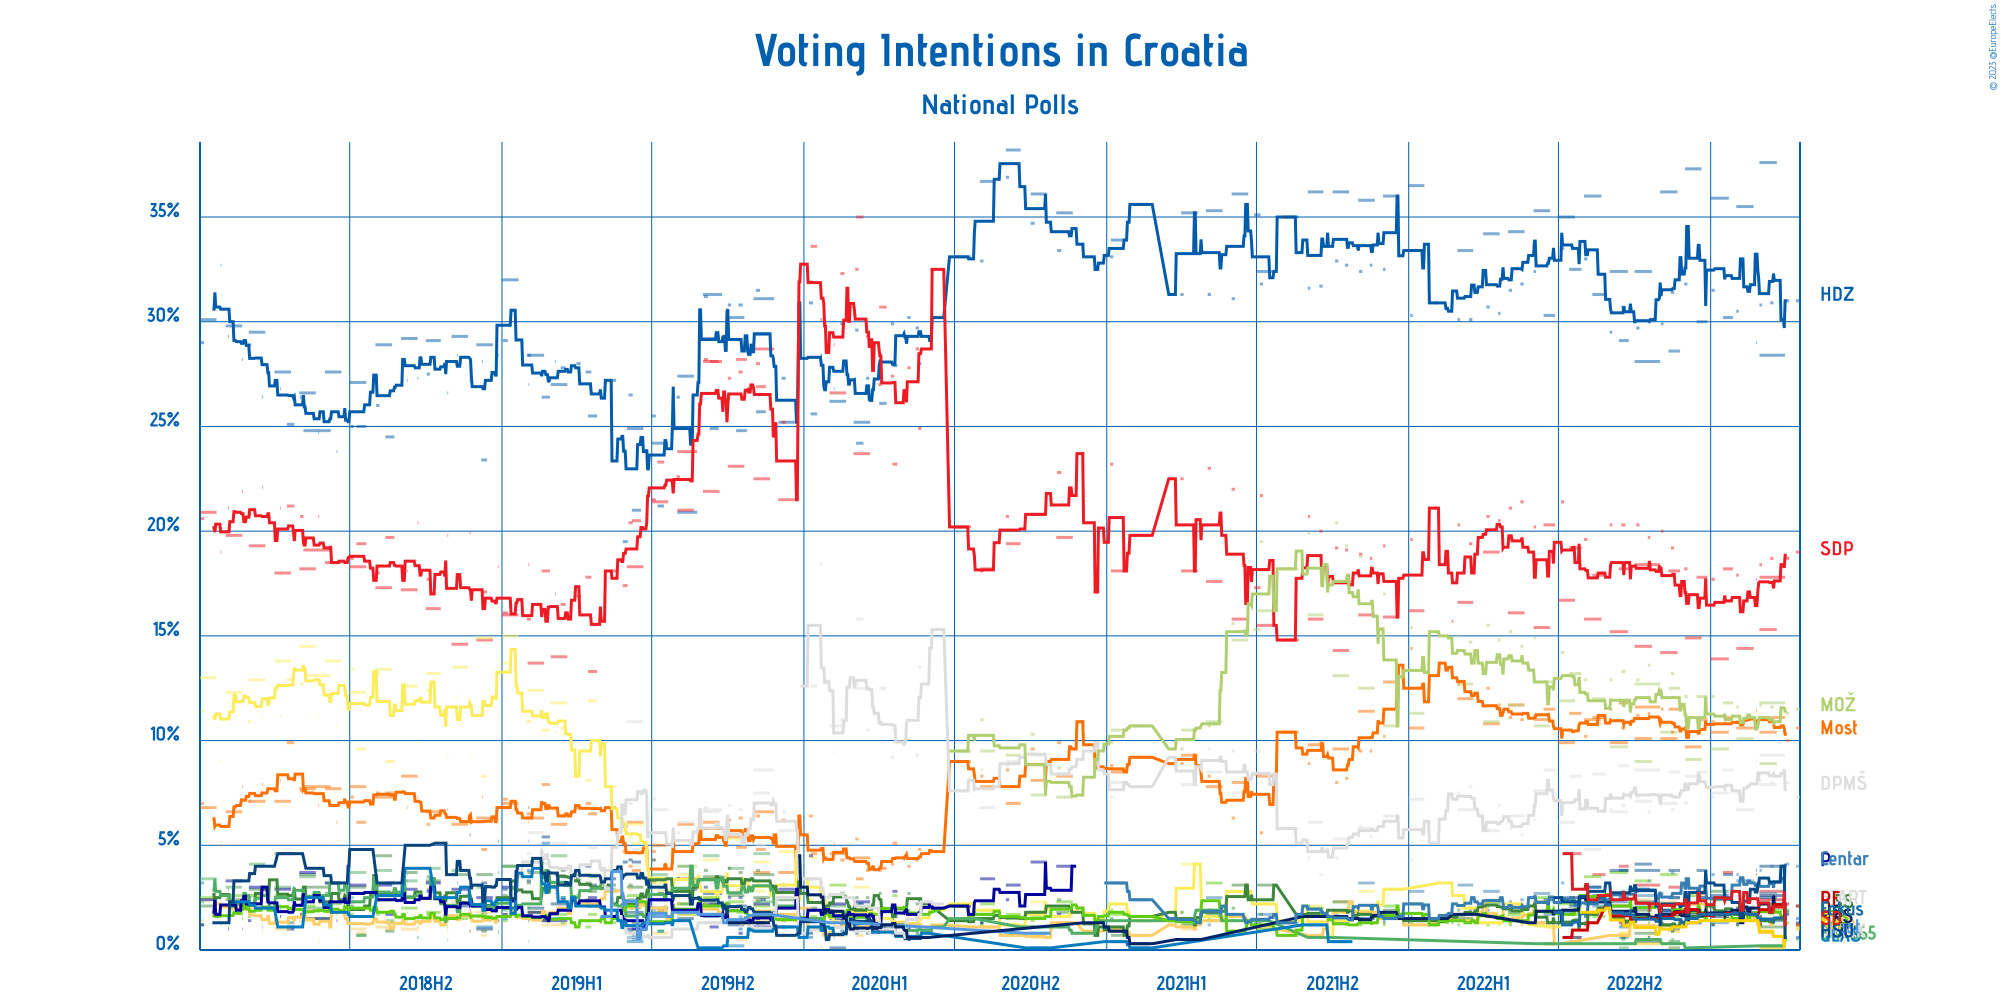 © 2023 @EuropeElects
Voting Intentions in Croatia
National Polls
35%
30%
25%
20%
15%
10%
5%
0%
HDZ
SDP
MOŽ
Most
DPMŠ
Centar
2018H2
2019H1
2019H2
2020H1
2020H2
2021H1
2021H2
2022H1
2022H2